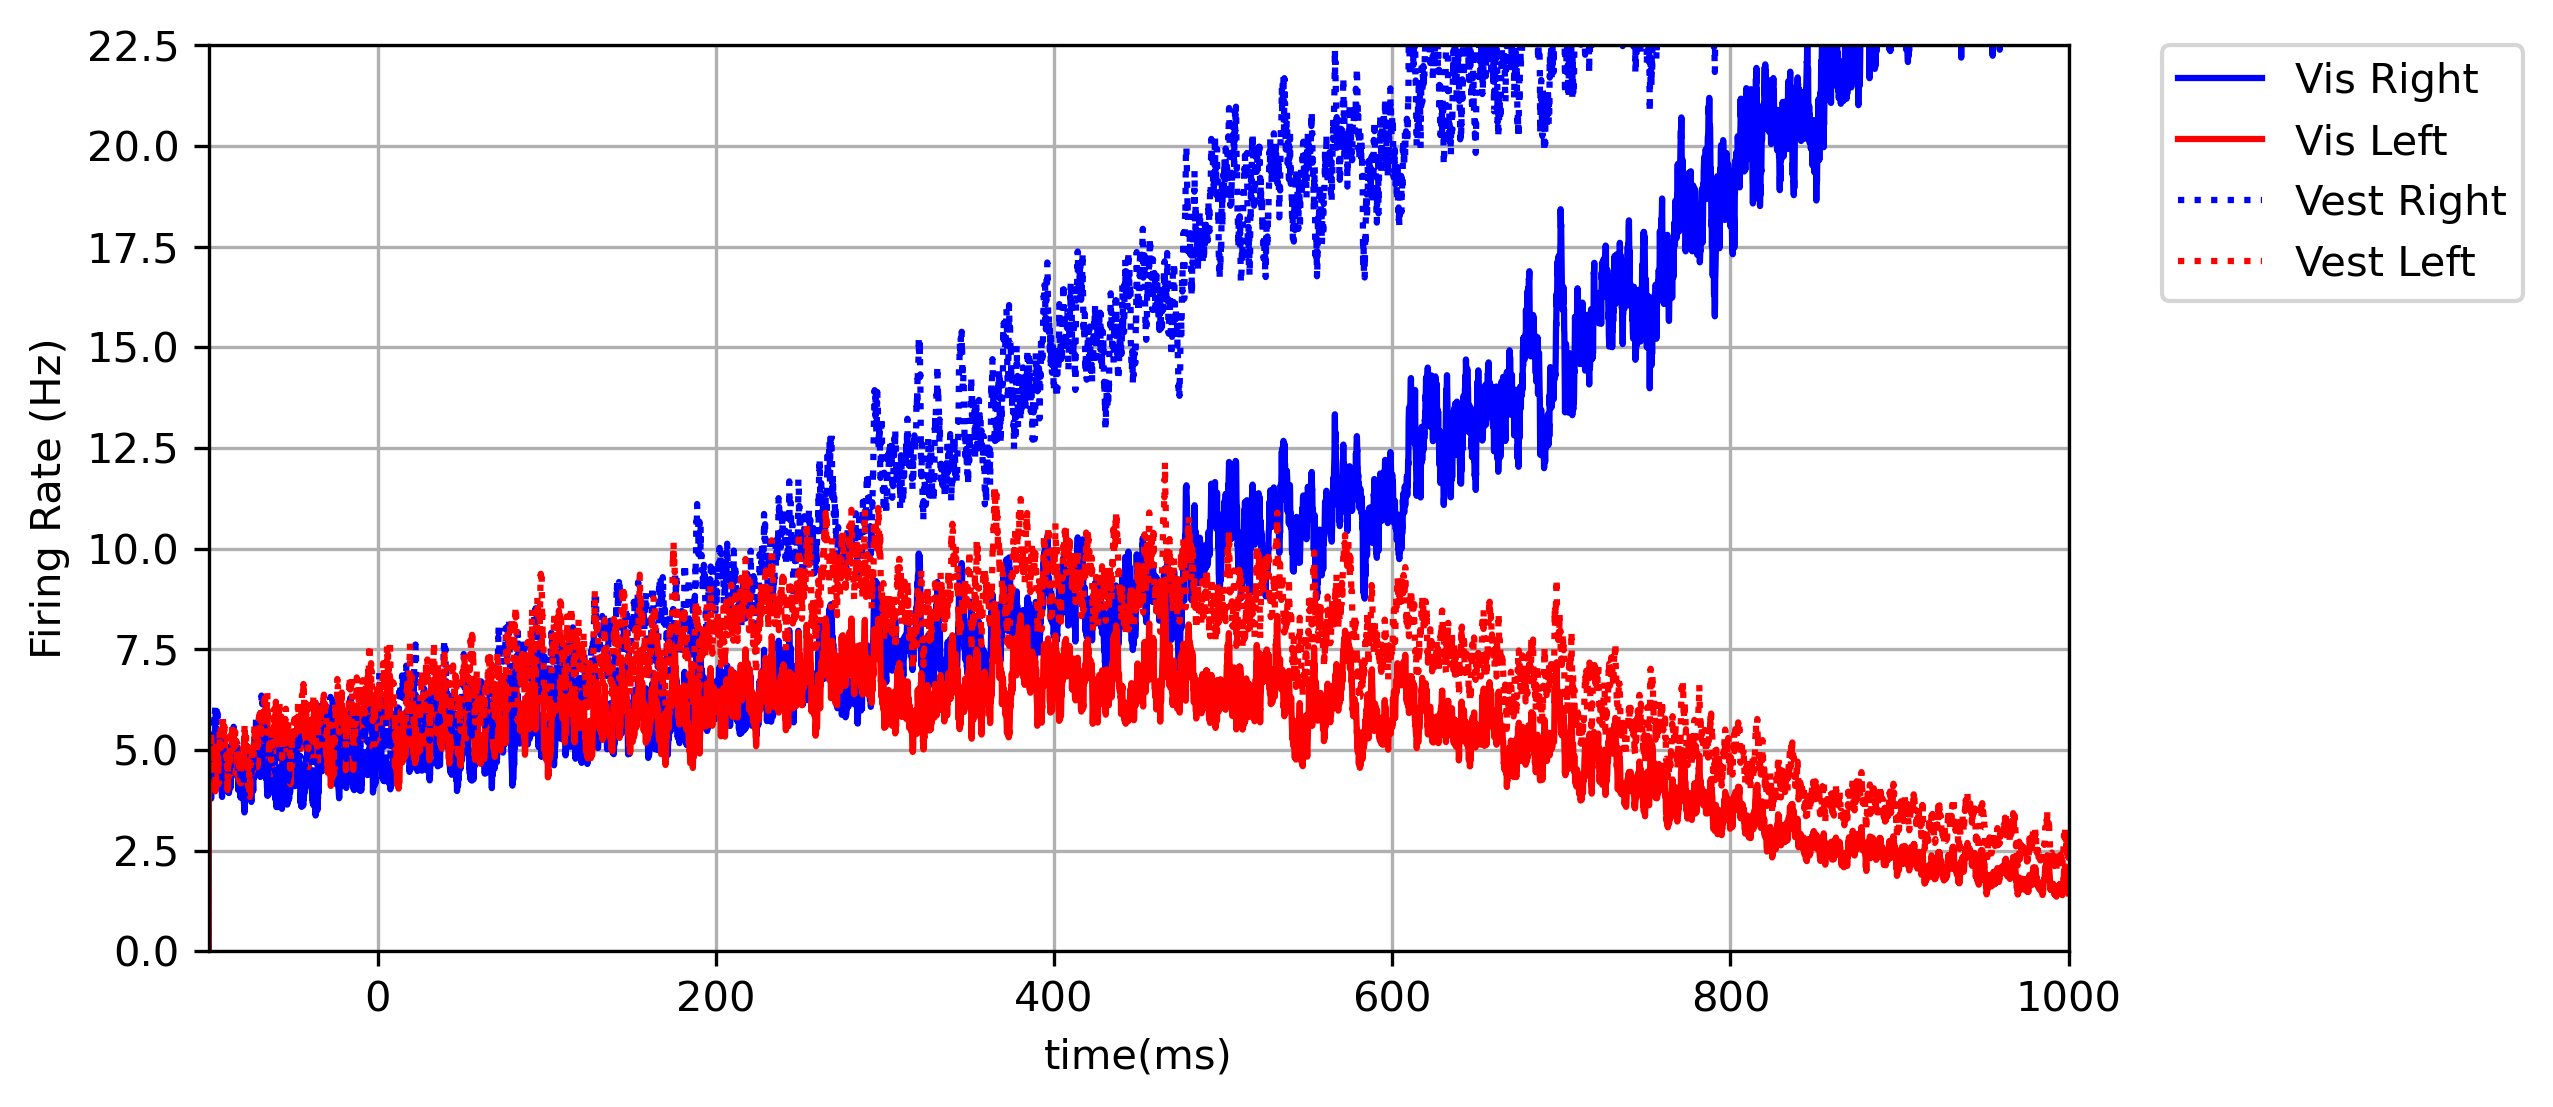 22.5
20.0
17.5
15.0
12.5
10.0
7.5
5.0
2.5
0.0
Firing Rate (Hz)
0 200 400 600 800 1000
time(ms)
Vis Right
Vis Left
Vest Right
Vest Left